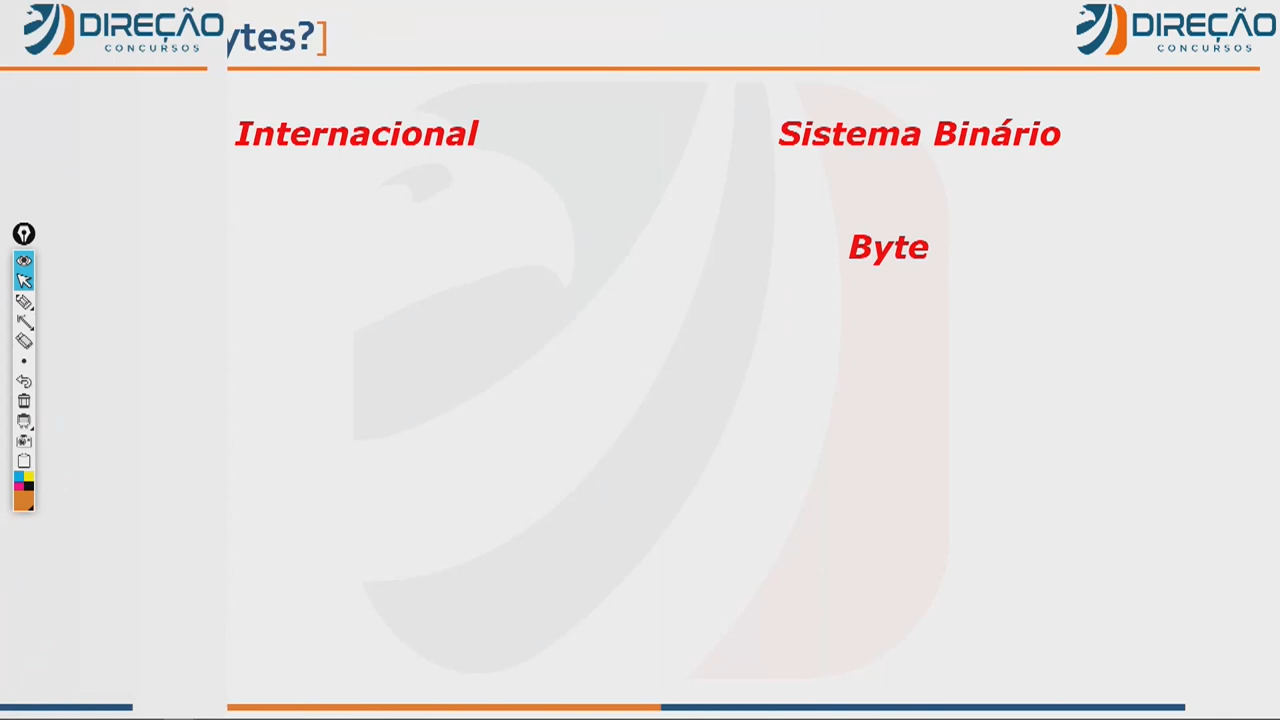 DIREÇÃO
CONCURSOS
ytes?]
DIREÇÃO
CONCURSOS
Internacional
Sistema Binário
Byte